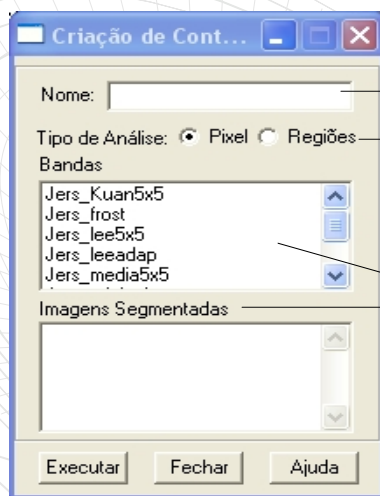 Criação de Cont...
Nome:
Tipo de Análise: Pixel Regiões
Bandas
Jers_Kuan5x5
Jers_frost
Jers_lee5x5
Jers_leeadap
Jers_media5x5
Imagens Segmentadas
Executar Fechar Ajuda